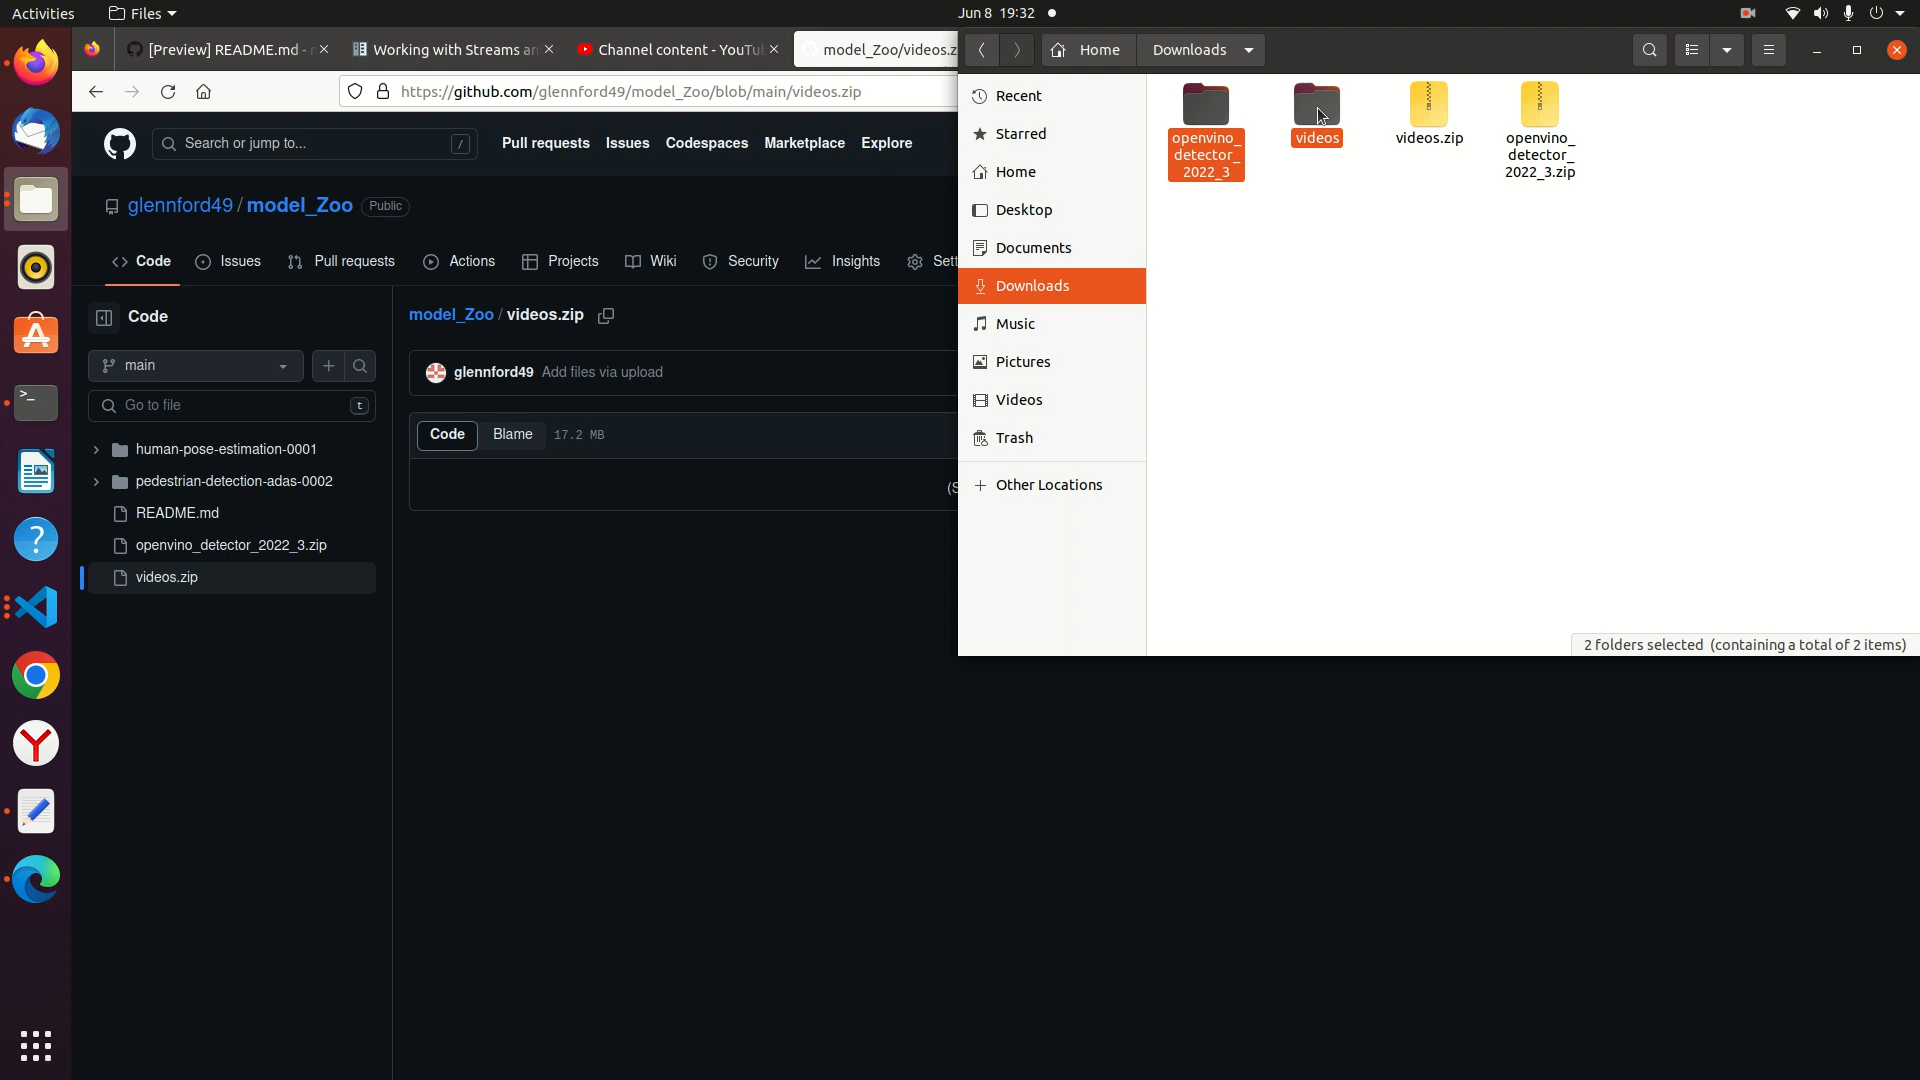 Activities
Files
Jun 8 19:32
[Preview] README.md -
Working with Streams an
Channel content - YouTu
model_Zoo/videos.z
https://github.com/glennford49/model_Zoo/blob/main/videos.zip
Search or jump to...
/
Pull requests
Issues
Codespaces
Marketplace
Explore
glennford49 / model_Zoo
Public
Code
Issues
Pull requests
Actions
Projects
Wiki
Security
Insights
Sett
Code
main
Go to file
t
human-pose-estimation-0001
pedestrian-detection-adas-0002
README.md
openvino_detector_2022_3.zip
videos.zip
model_Zoo / videos.zip
glennford49 Add files via upload
Code
Blame
17.2 MB
(S
Home
Downloads
Recent
Starred
Home
Desktop
Documents
Downloads
Music
Pictures
Videos
Trash
Other Locations
openvino_
detector_
2022_3
videos
videos.zip
openvino_
detector_
2022_3.zip
2 folders selected (containing a total of 2 items)